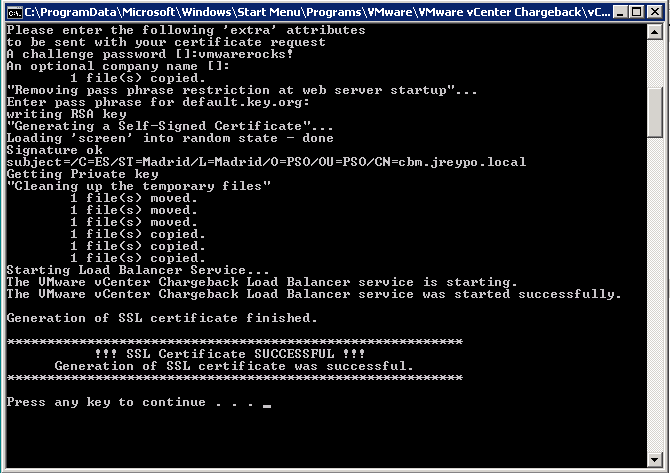 C:\ProgramData\Microsoft\Windows\Start Menu\Programs\VMware\VMware vCenter Chargeback\vC...
Please enter the following 'extra' attributes
to be sent with your certificate request
A challenge password []:vmwarerocks!
An optional company name []:
1 file(s) copied.
"Removing pass phrase restriction at web server startup"...
Enter pass phrase for default.key.org:
writing RSA key
"Generating a Self-Signed Certificate"...
Loading 'screen' into random state - done
Signature ok
subject=/C=ES/ST=Madrid/L=Madrid/O=PSO/OU=PSO/CN=cbm.jreypo.local
Getting Private key
"Cleaning up the temporary files"
1 file(s) moved.
1 file(s) moved.
1 file(s) moved.
1 file(s) copied.
1 file(s) copied.
1 file(s) copied.
Starting Load Balancer Service...
The VMware vCenter Chargeback Load Balancer service is starting.
The VMware vCenter Chargeback Load Balancer service was started successfully.
Generation of SSL certificate finished.
*********************************************************
!!! SSL Certificate SUCCESSFUL !!!
Generation of SSL certificate was successful.
*********************************************************
Press any key to continue . . . _